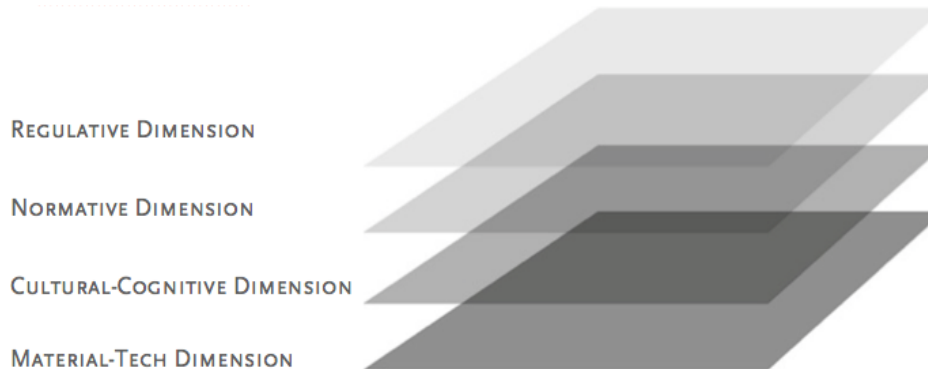 Regulative Dimension
Normative Dimension
Cultural-Cognitive Dimension
Material-Tech Dimension